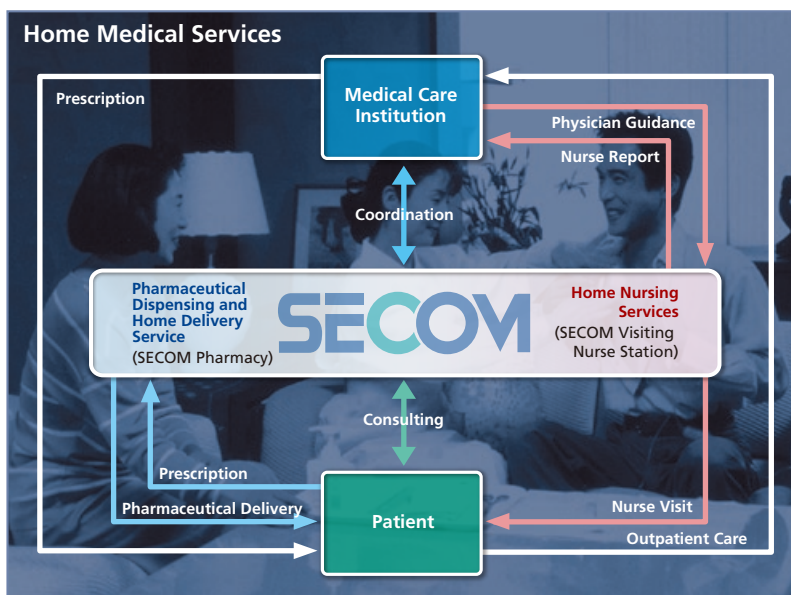 Home Medical Services
Prescription
Medical Care
Institution
Physician Guidance
Nurse Report
Coordination
Pharmaceutical
Dispensing and
Home Delivery
Service
(SECOM Pharmacy)
SECOM
Home Nursing
Services
(SECOM Visiting
Nurse Station)
Consulting
Prescription
Pharmaceutical Delivery
Patient
Nurse Visit
Outpatient Care